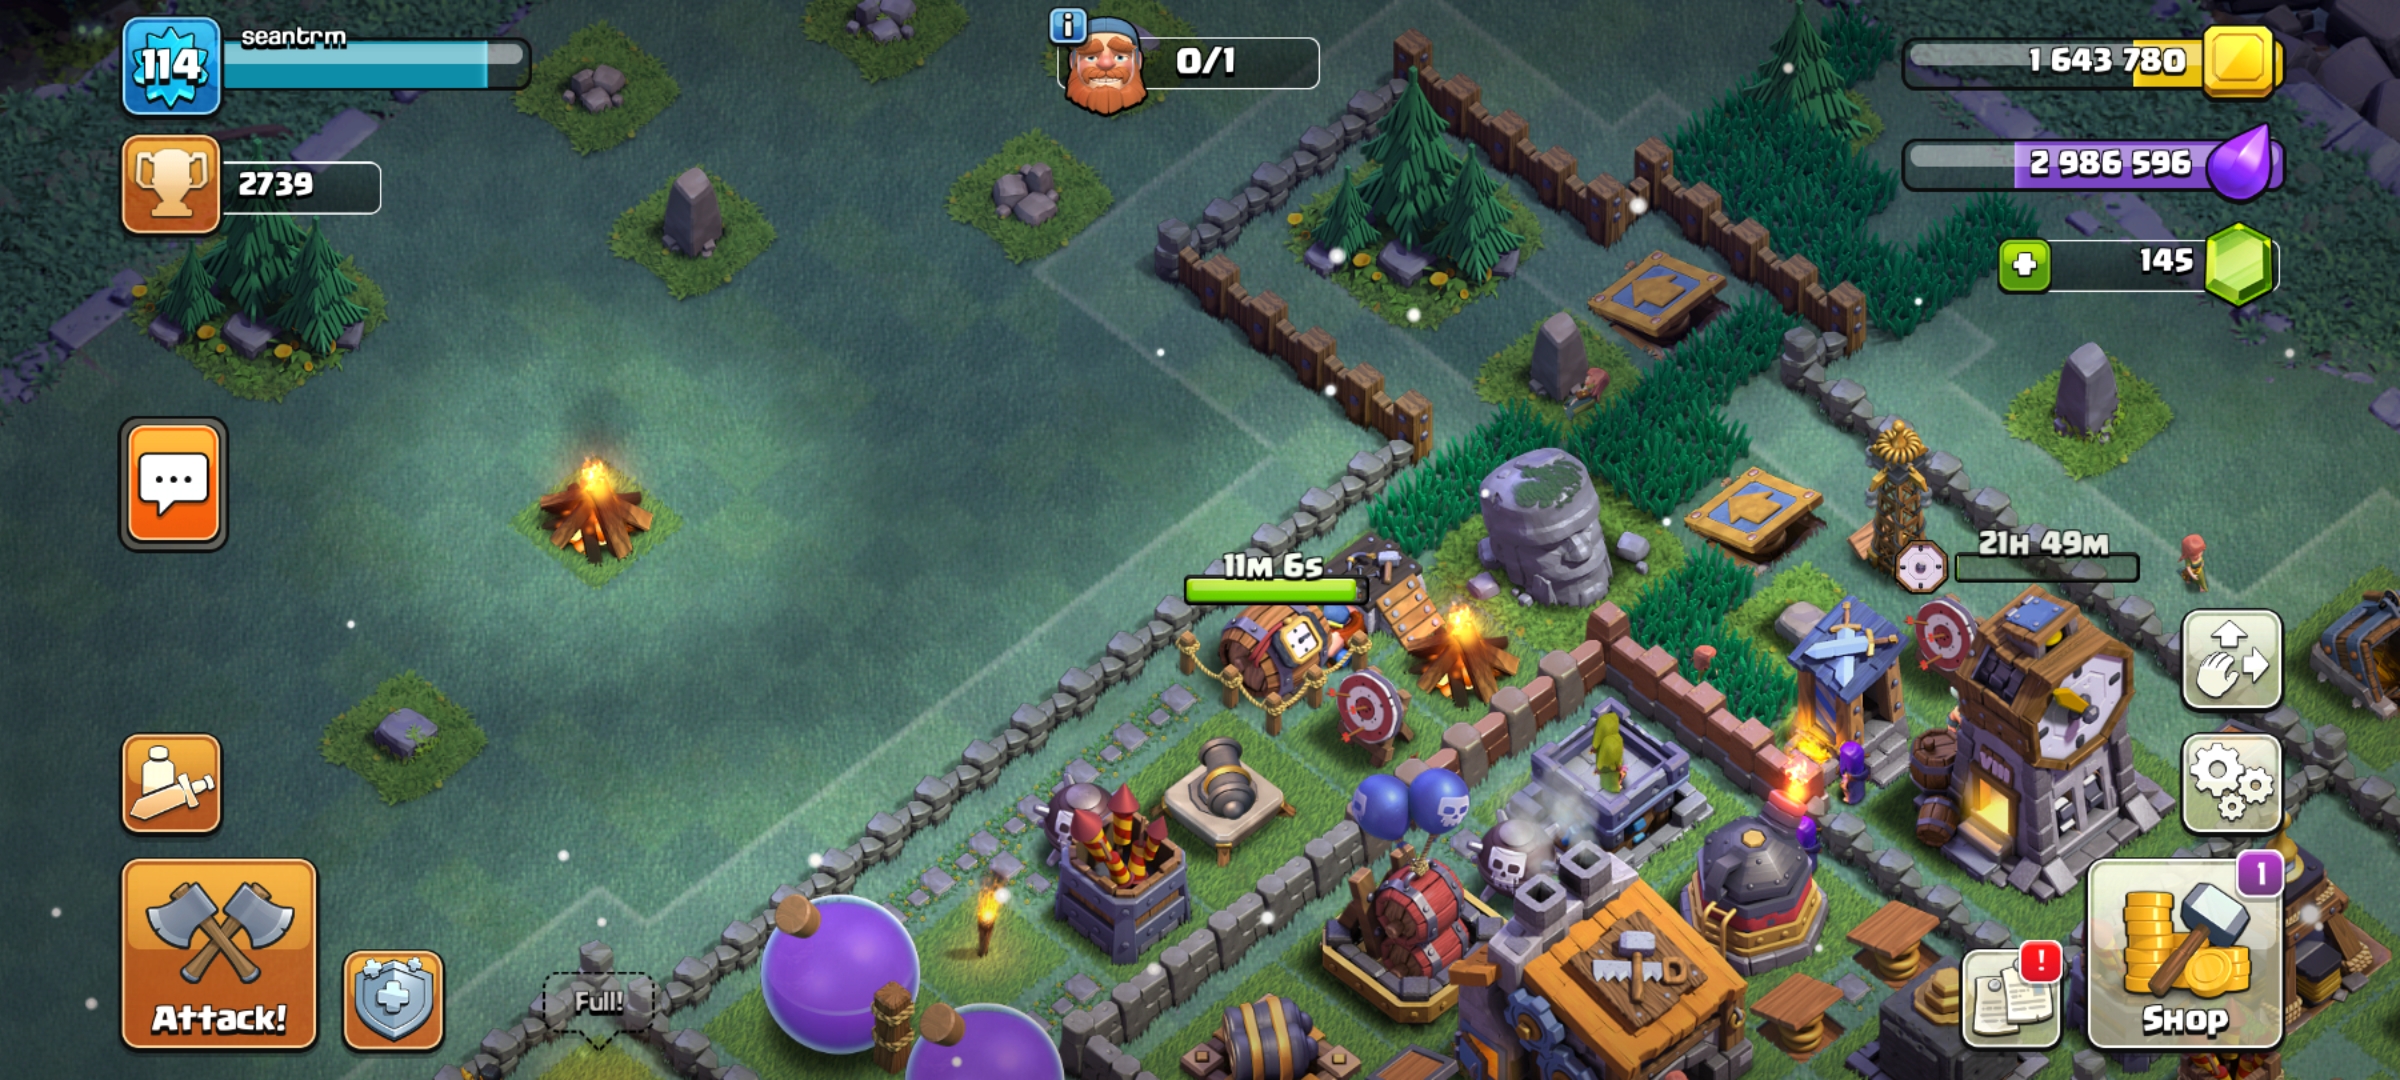 114
seantrm
0/1
1 643 780
2739
2 986 596
145
21H 49M
11M 6S
VIII
1
!
Full!
Attack!
Shop